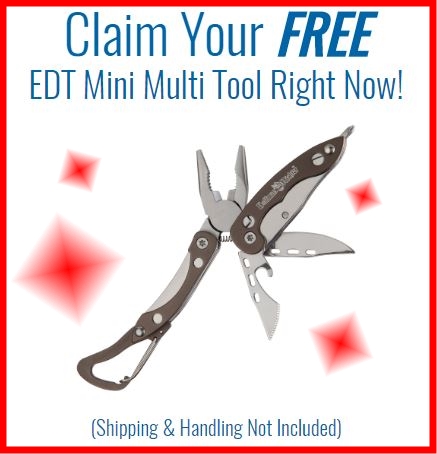 Claim Your FREE
EDT Mini Multi Tool Right Now!
(Shipping & Handling Not Included)